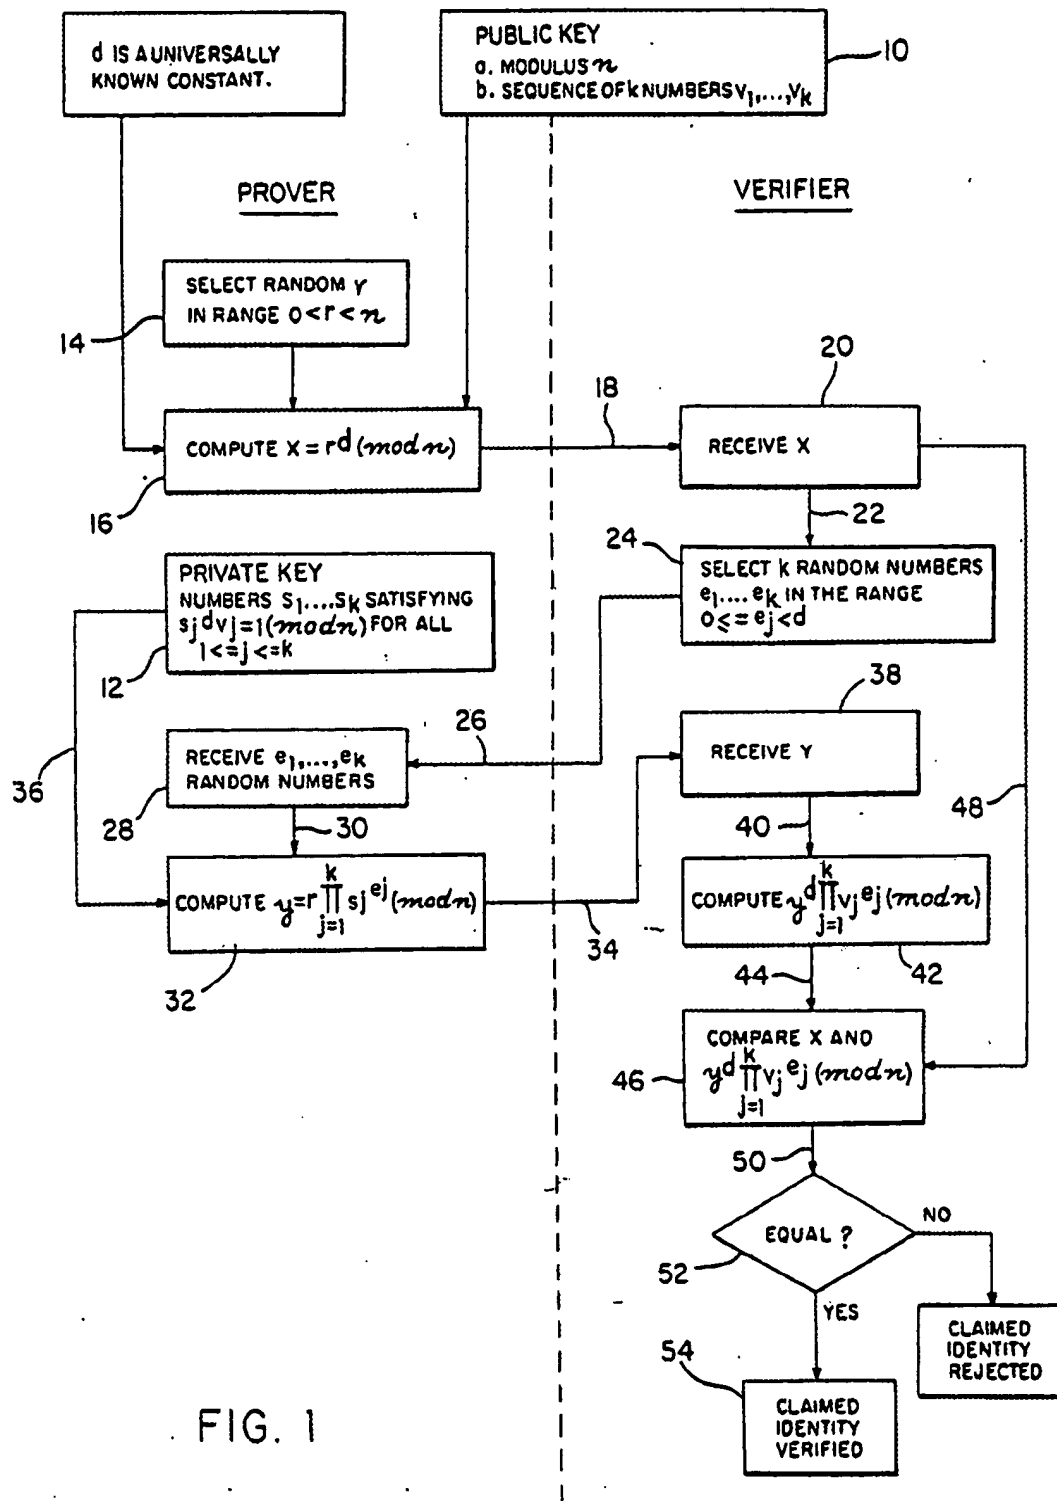 d IS A UNIVERSALLY
KNOWN CONSTANT.
PUBLIC KEY
a. MODULUS n
b. SEQUENCE OF k NUMBERS v1,...,vk
10
PROVER
VERIFIER
SELECT RANDOM r
IN RANGE 0<r<n
14
COMPUTE X = r^d (mod n)
16
18
20
RECEIVE X
22
24
SELECT k RANDOM NUMBERS
e1.... ek IN THE RANGE
0<= ej<d
PRIVATE KEY
NUMBERS S1....Sk SATISFYING
sj^d vj=1(mod n) FOR ALL
1<=j<=k
12
26
38
RECEIVE Y
RECEIVE e1,...,ek
RANDOM NUMBERS
28
30
36
40
48
COMPUTE y=r k∏j=1 sj^ej (mod n)
32
34
COMPUTE y^d k∏j=1 vj^ej (mod n)
42
44
COMPARE X AND
y^d k∏j=1 vj^ej (mod n)
46
50
EQUAL ?
52
NO
YES
CLAIMED
IDENTITY
REJECTED
54
CLAIMED
IDENTITY
VERIFIED
FIG. 1